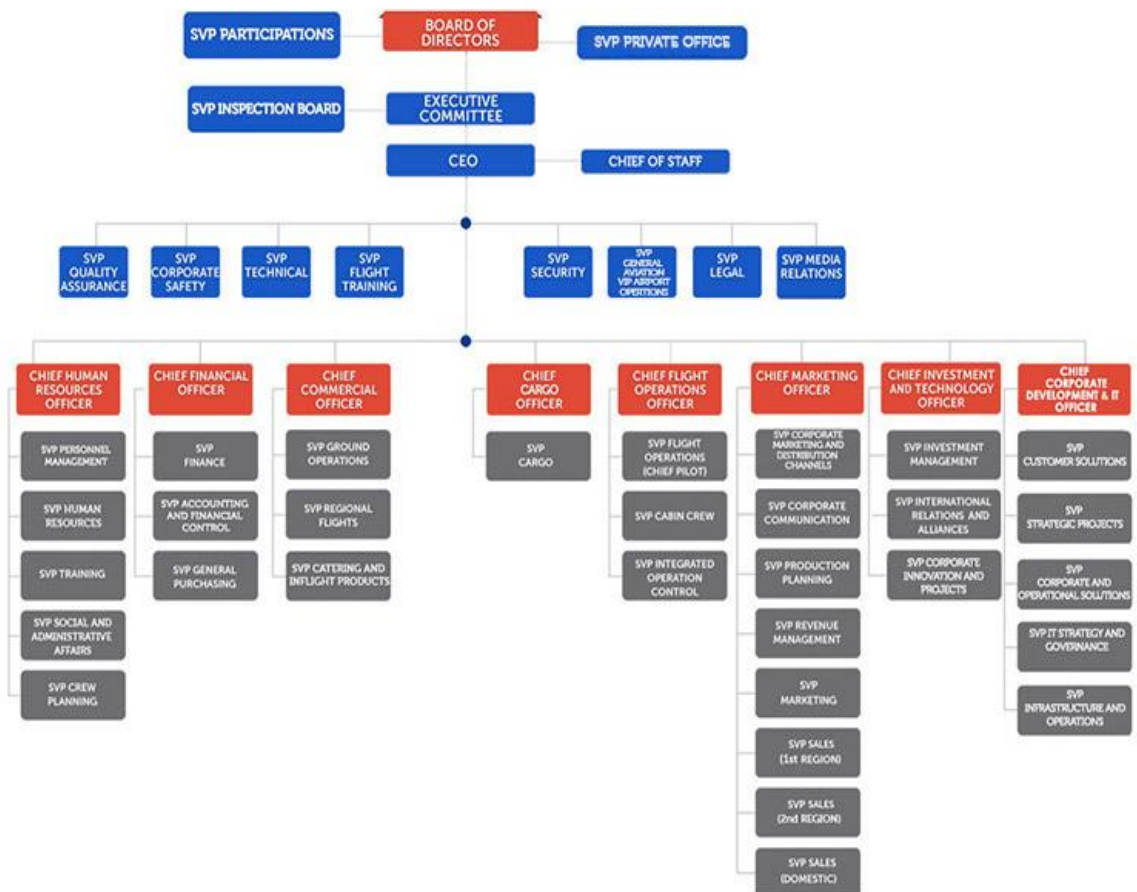 SVP PARTICIPATIONS
BOARD OF
DIRECTORS
SVP PRIVATE OFFICE
SVP INSPECTION BOARD
EXECUTIVE
COMMITTEE
CEO
CHIEF OF STAFF
SVP
QUALITY
ASSURANCE
SVP
CORPORATE
SAFETY
SVP
TECHNICAL
SVP
FLIGHT
TRAINING
SVP
SECURITY
SVP
GENERAL
AVIATION
VIP AIRPORT
OPERTIONS
SVP
LEGAL
SVP MEDIA
RELATIONS
CHIEF HUMAN
RESOURCES
OFFICER
SVP PERSONNEL
MANAGEMENT
SVP HUMAN
RESOURCES
SVP TRAINING
SVP SOCIAL AND
ADMINISTRATIVE
AFFAIRS
SVP CREW
PLANNING
CHIEF FINANCIAL
OFFICER
SVP
FINANCE
SVP ACCOUNTING
AND FINANCIAL
CONTROL
SVP GENERAL
PURCHASING
CHIEF
COMMERCIAL
OFFICER
SVP GROUND
OPERATIONS
SVP REGIONAL
FLIGHTS
SVP CATERING AND
INFLIGHT PRODUCTS
CHIEF
CARGO
OFFICER
SVP
CARGO
CHIEF FLIGHT
OPERATIONS
OFFICER
SVP FLIGHT
OPERATIONS
(CHIEF PILOT)
SVP CABIN CREW
SVP INTEGRATED
OPERATION
CONTROL
CHIEF MARKETING
OFFICER
SVP CORPORATE
MARKETING AND
DISTRIBUTION
CHANNELS
SVP CORPORATE
COMMUNICATION
SVP PRODUCTION
PLANNING
SVP REVENUE
MANAGEMENT
SVP
MARKETING
SVP SALES
(1st REGION)
SVP SALES
(2nd REGION)
SVP SALES
(DOMESTIC)
CHIEF INVESTMENT
AND TECHNOLOGY
OFFICER
SVP INVESTMENT
MANAGEMENT
SVP INTERNATIONAL
RELATIONS AND
ALLIANCES
SVP CORPORATE
INNOVATION AND
PROJECTS
CHIEF
CORPORATE
DEVELOPMENT & IT
OFFICER
SVP
CUSTOMER SOLUTIONS
SVP
STRATEGIC PROJECTS
SVP
CORPORATE AND
OPERATIONAL SOLUTIONS
SVP IT STRATEGY AND
GOVERNANCE
SVP
INFRASTRUCTURE AND
OPERATIONS